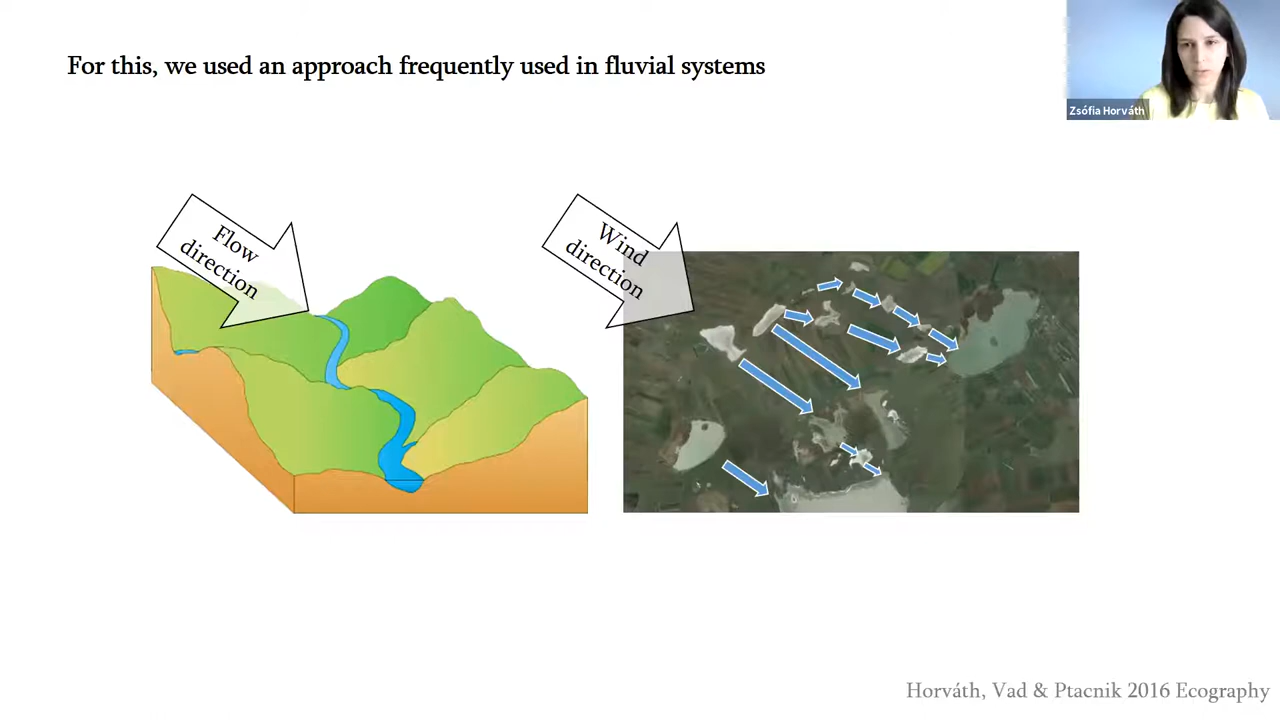 For this, we used an approach frequently used in fluvial systems
Zsófia Horváth
Flow
direction
Wind
direction
Horváth, Vad & Ptacnik 2016 Ecography